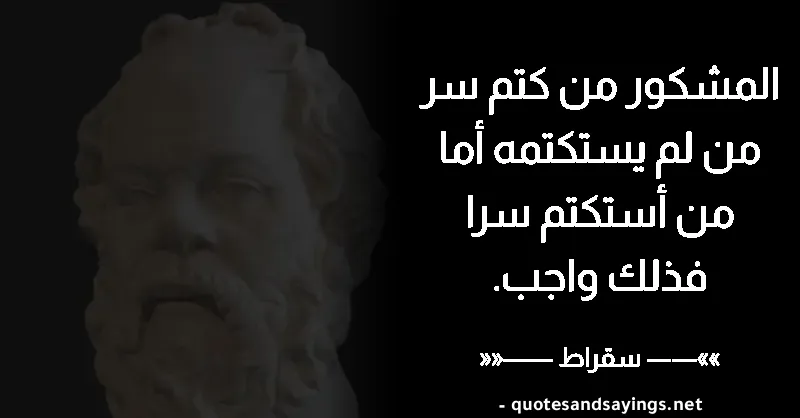 المشكور من كتم سر
من لم يستكتمه أما
من أستكتم سرا
فذلك واجب.
»»—— سقراط ——««
- quotesandsayings.net